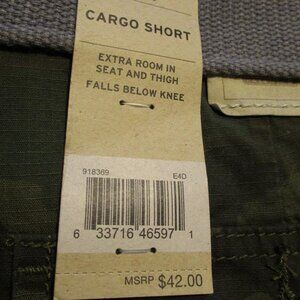 CARGO SHORT
EXTRA ROOM IN
SEAT AND THIGH
FALLS BELOW KNEE
918369 E4D
6 33716 46597 1
MSRP $42.00